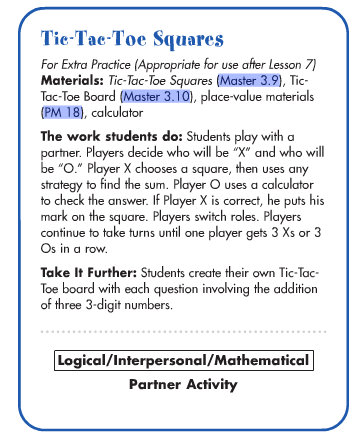 Tic-Tac-Toe Squares
For Extra Practice (Appropriate for use after Lesson 7)
Materials: Tic-Tac-Toe Squares (Master 3.9), Tic-
Tac-Toe Board (Master 3.10), place-value materials
(PM 18), calculator
The work students do: Students play with a
partner. Players decide who will be "X" and who will
be "O." Player X chooses a square, then uses any
strategy to find the sum. Player O uses a calculator
to check the answer. If Player X is correct, he puts his
mark on the square. Players switch roles. Players
continue to take turns until one player gets 3 Xs or 3
Os in a row.
Take It Further: Students create their own Tic-Tac-
Toe board with each question involving the addition
of three 3-digit numbers.
Logical/Interpersonal/Mathematical
Partner Activity